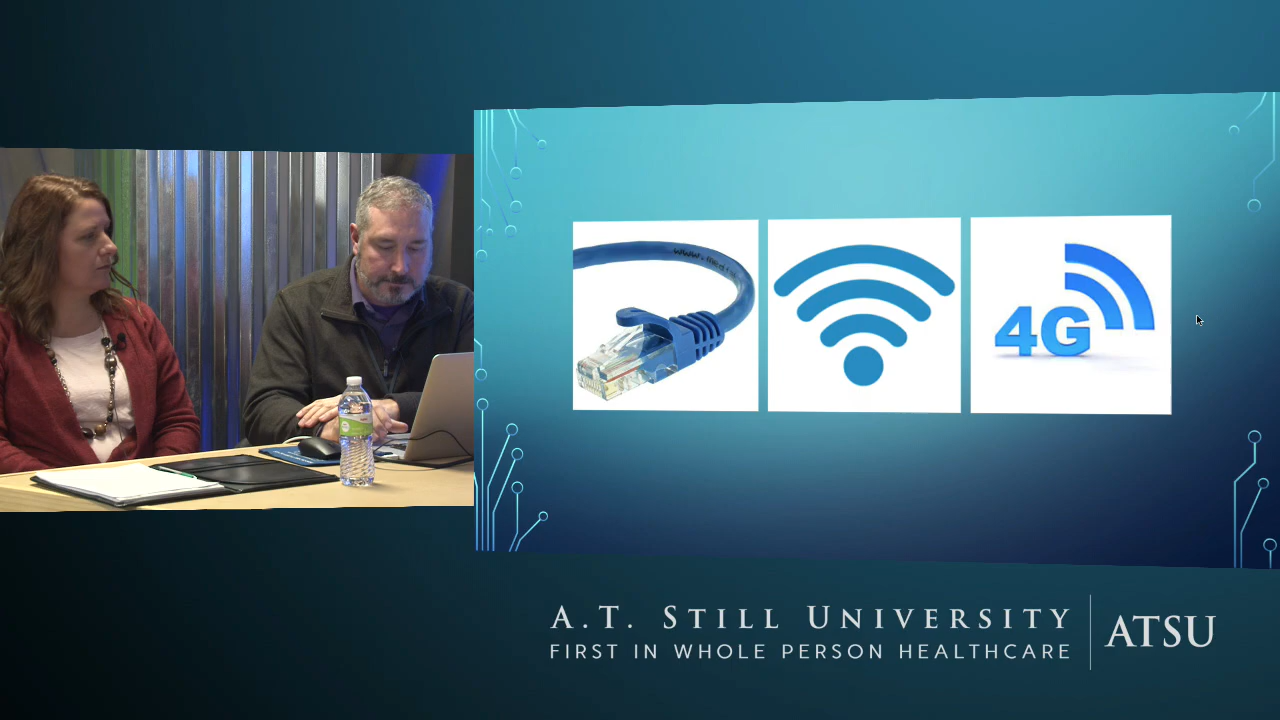 4G
A.T. STILL UNIVERSITY
FIRST IN WHOLE PERSON HEALTHCARE
ATSU